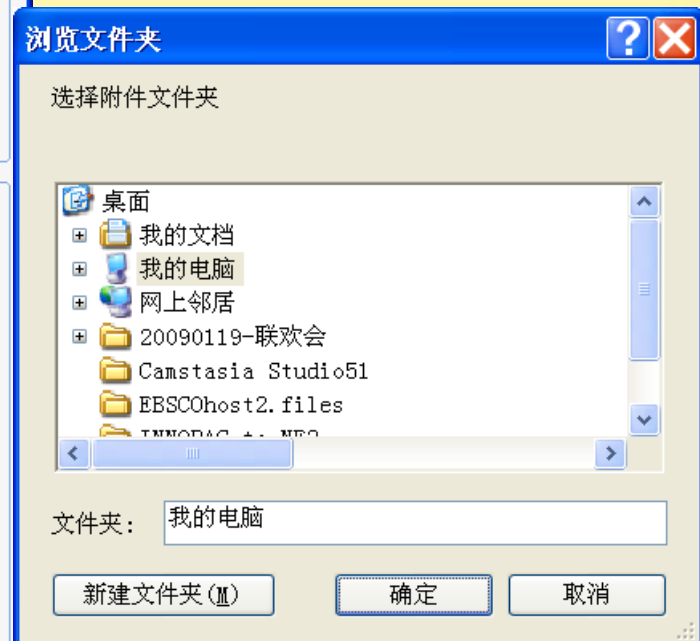 浏览文件夹
选择附件文件夹
桌面
我的文档
我的电脑
网上邻居
20090119-联欢会
Camstasia Studio51
EBSCOhost2.files
文件夹: 我的电脑
新建文件夹(M) 确定 取消